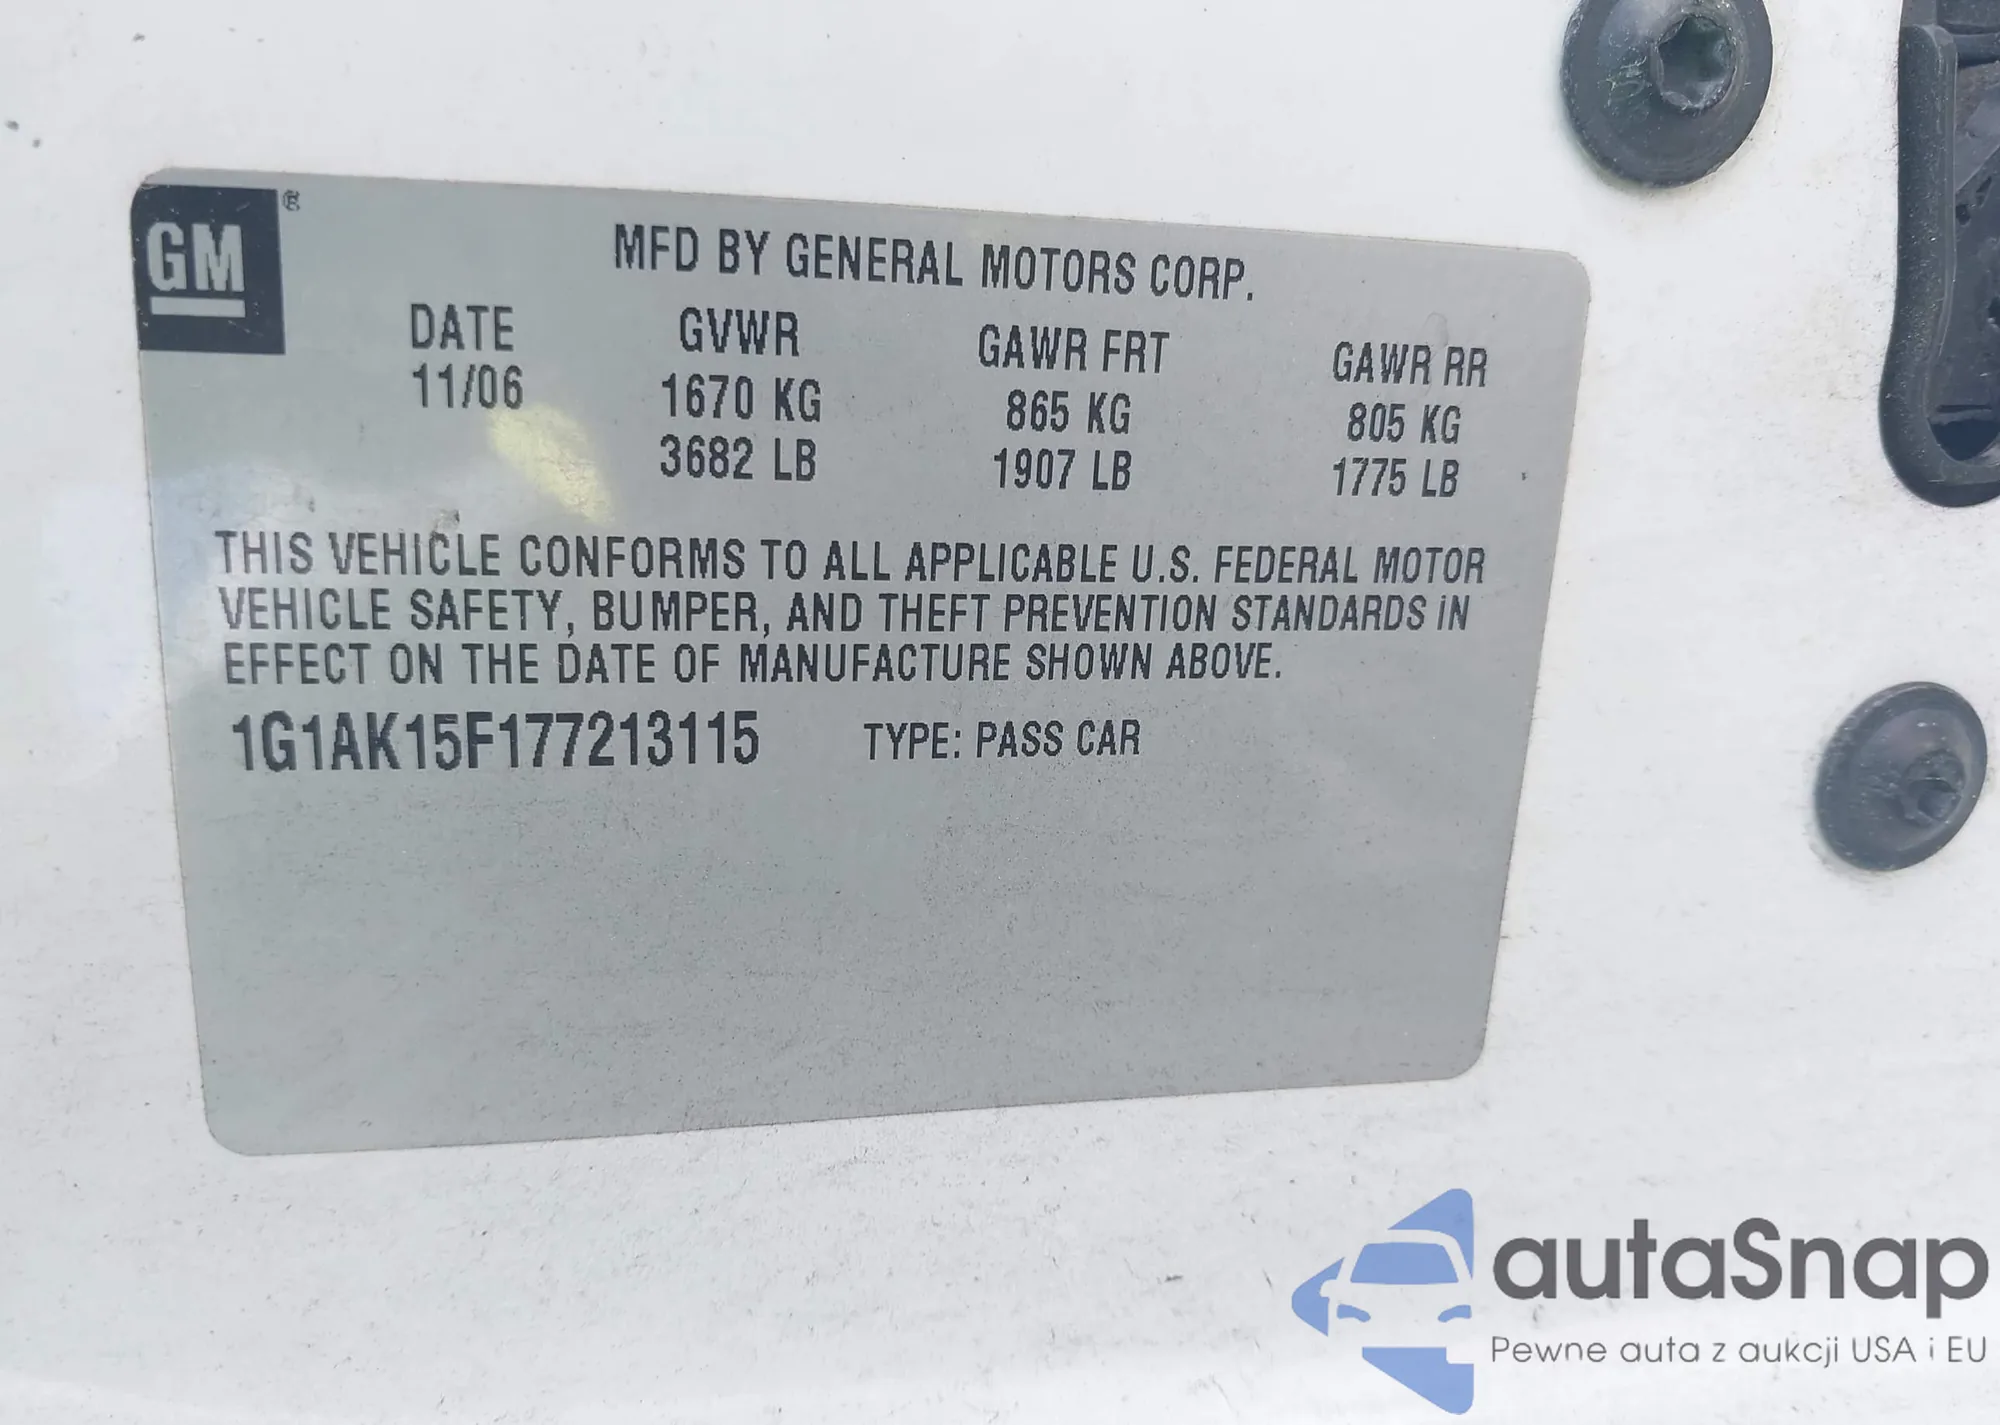 GM ®
MFD BY GENERAL MOTORS CORP.
DATE GVWR GAWR FRT GAWR RR
11/06 1670 KG 865 KG 805 KG
3682 LB 1907 LB 1775 LB
THIS VEHICLE CONFORMS TO ALL APPLICABLE U.S. FEDERAL MOTOR
VEHICLE SAFETY, BUMPER, AND THEFT PREVENTION STANDARDS IN
EFFECT ON THE DATE OF MANUFACTURE SHOWN ABOVE.
1G1AK15F177213115 TYPE: PASS CAR
autaSnap
Pewne auta z aukcji USA i EU